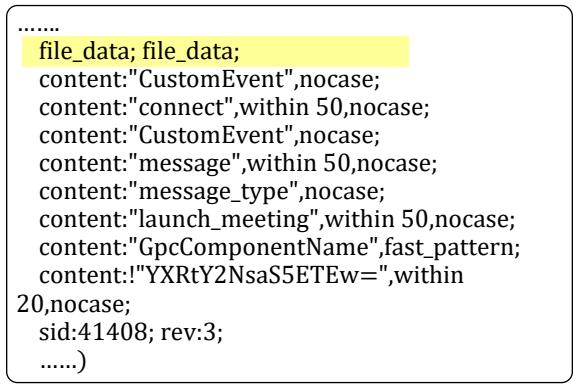 …….
file_data; file_data;
content:"CustomEvent",nocase;
content:"connect",within 50,nocase;
content:"CustomEvent",nocase;
content:"message",within 50,nocase;
content:"message_type",nocase;
content:"launch_meeting",within 50,nocase;
content:"GpcComponentName",fast_pattern;
content:!"YXRtY2NsaS5ETEw=",within
20,nocase;
sid:41408; rev:3;
……)